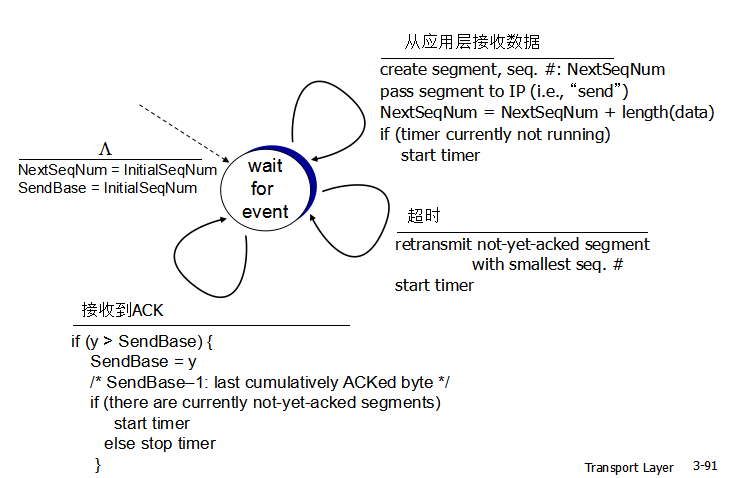 从应用层接收数据
create segment, seq. #: NextSeqNum
pass segment to IP (i.e., “send”)
NextSeqNum = NextSeqNum + length(data)
if (timer currently not running)
start timer
Λ
NextSeqNum = InitialSeqNum
SendBase = InitialSeqNum
wait
for
event
超时
retransmit not-yet-acked segment
with smallest seq. #
start timer
接收到ACK
if (y > SendBase) {
SendBase = y
/* SendBase–1: last cumulatively ACKed byte */
if (there are currently not-yet-acked segments)
start timer
else stop timer
}
Transport Layer 3-91